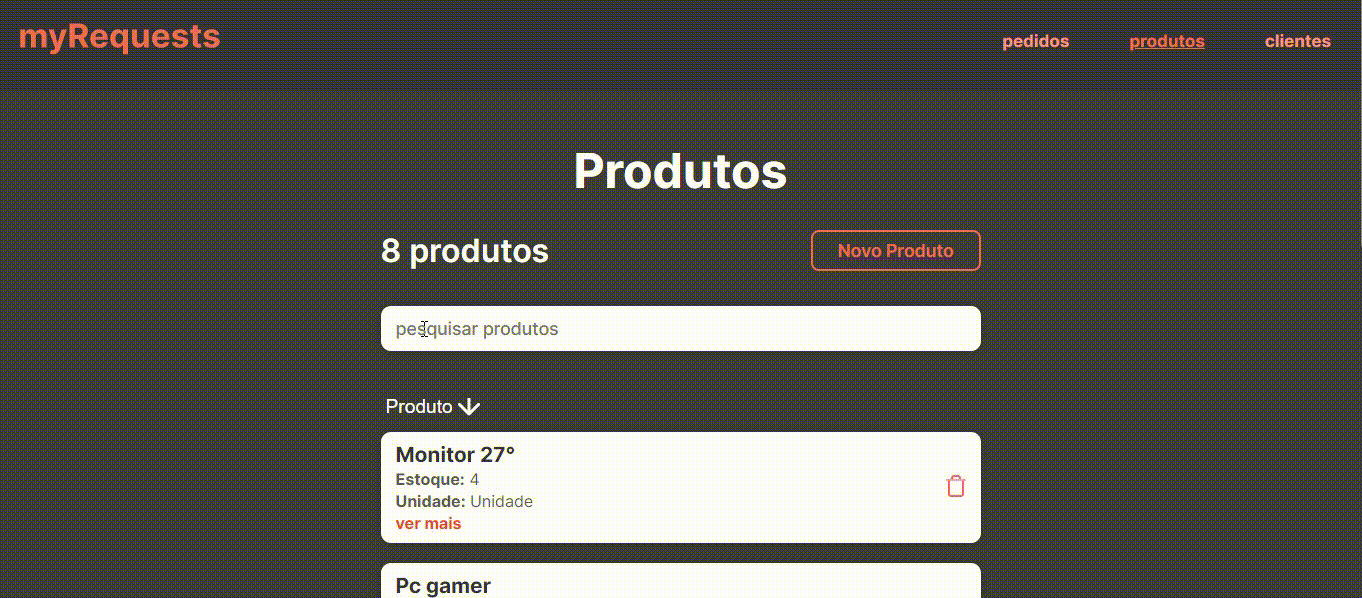 myRequests
pedidos produtos clientes
Produtos
8 produtos
Novo Produto
pesquisar produtos
Produto
Monitor 27°
Estoque: 4
Unidade: Unidade
ver mais
Pc gamer